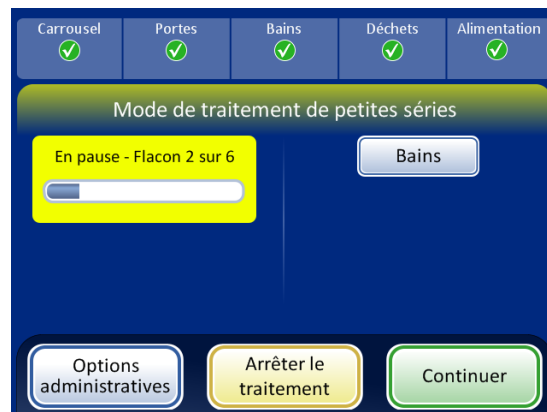 Carrousel Portes Bains Déchets Alimentation
Mode de traitement de petites séries
En pause - Flacon 2 sur 6
Bains
Options
administratives
Arrêter le
traitement
Continuer